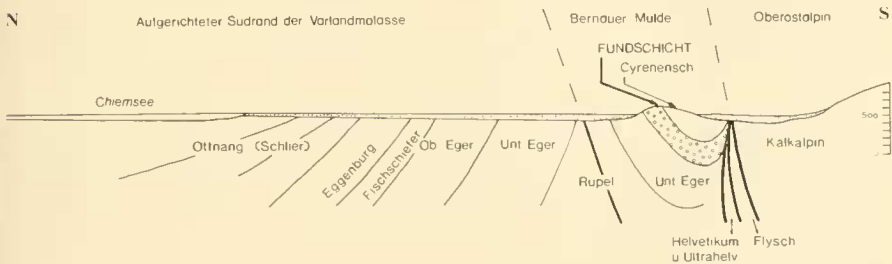 N
Aufgerichteter Südrand der Vorlandmolasse
Bernauer Mulde
Oberostalpin
S
FUNDSCHICHT
Cyrenensch
Chiemsee
500
Ottnang (Schlier)
Eggenburg
Fischschiefer
Ob Eger
Unt Eger
Rupel
Unt Eger
Kalkalpin
Helvetikum
u Ultrahelv
Flysch